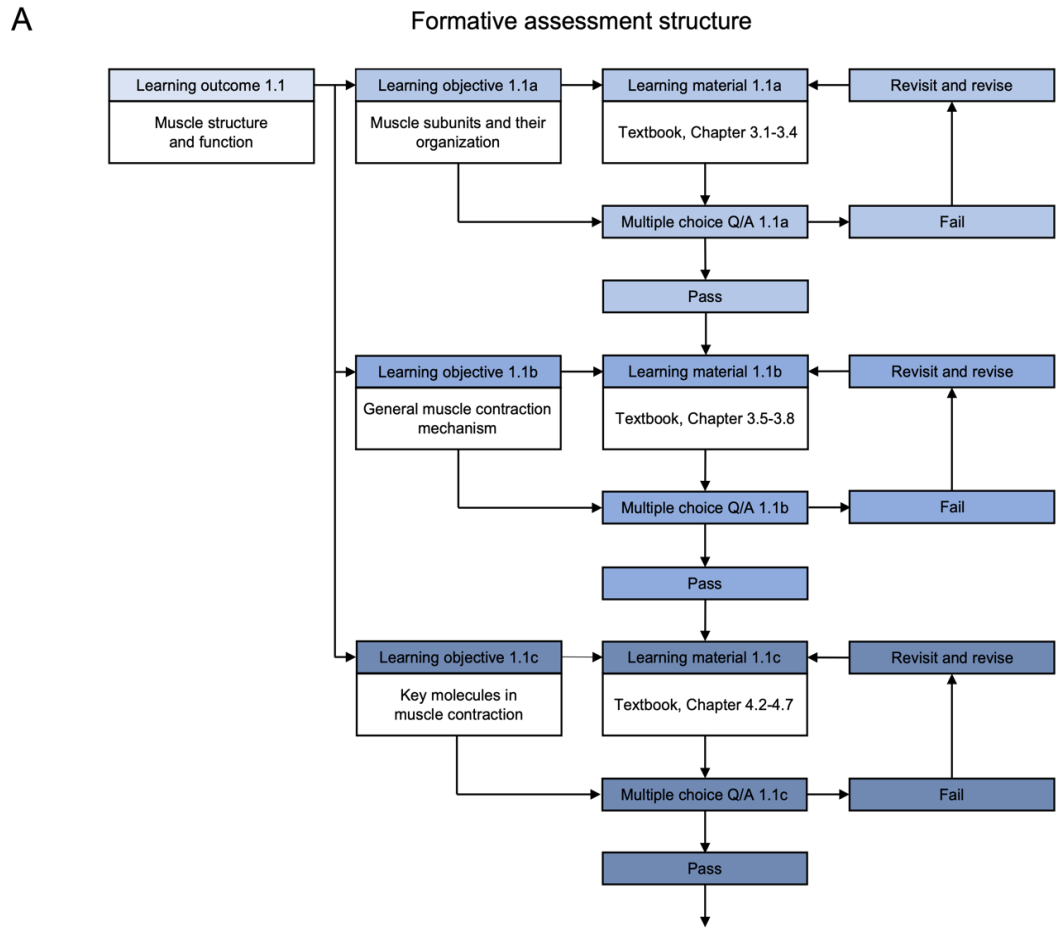 A
Formative assessment structure
Learning outcome 1.1
Muscle structure
and function
Learning objective 1.1a
Muscle subunits and their
organization
Learning material 1.1a
Textbook, Chapter 3.1-3.4
Revisit and revise
Multiple choice Q/A 1.1a
Fail
Pass
Learning objective 1.1b
General muscle contraction
mechanism
Learning material 1.1b
Textbook, Chapter 3.5-3.8
Revisit and revise
Multiple choice Q/A 1.1b
Fail
Pass
Learning objective 1.1c
Key molecules in
muscle contraction
Learning material 1.1c
Textbook, Chapter 4.2-4.7
Revisit and revise
Multiple choice Q/A 1.1c
Fail
Pass